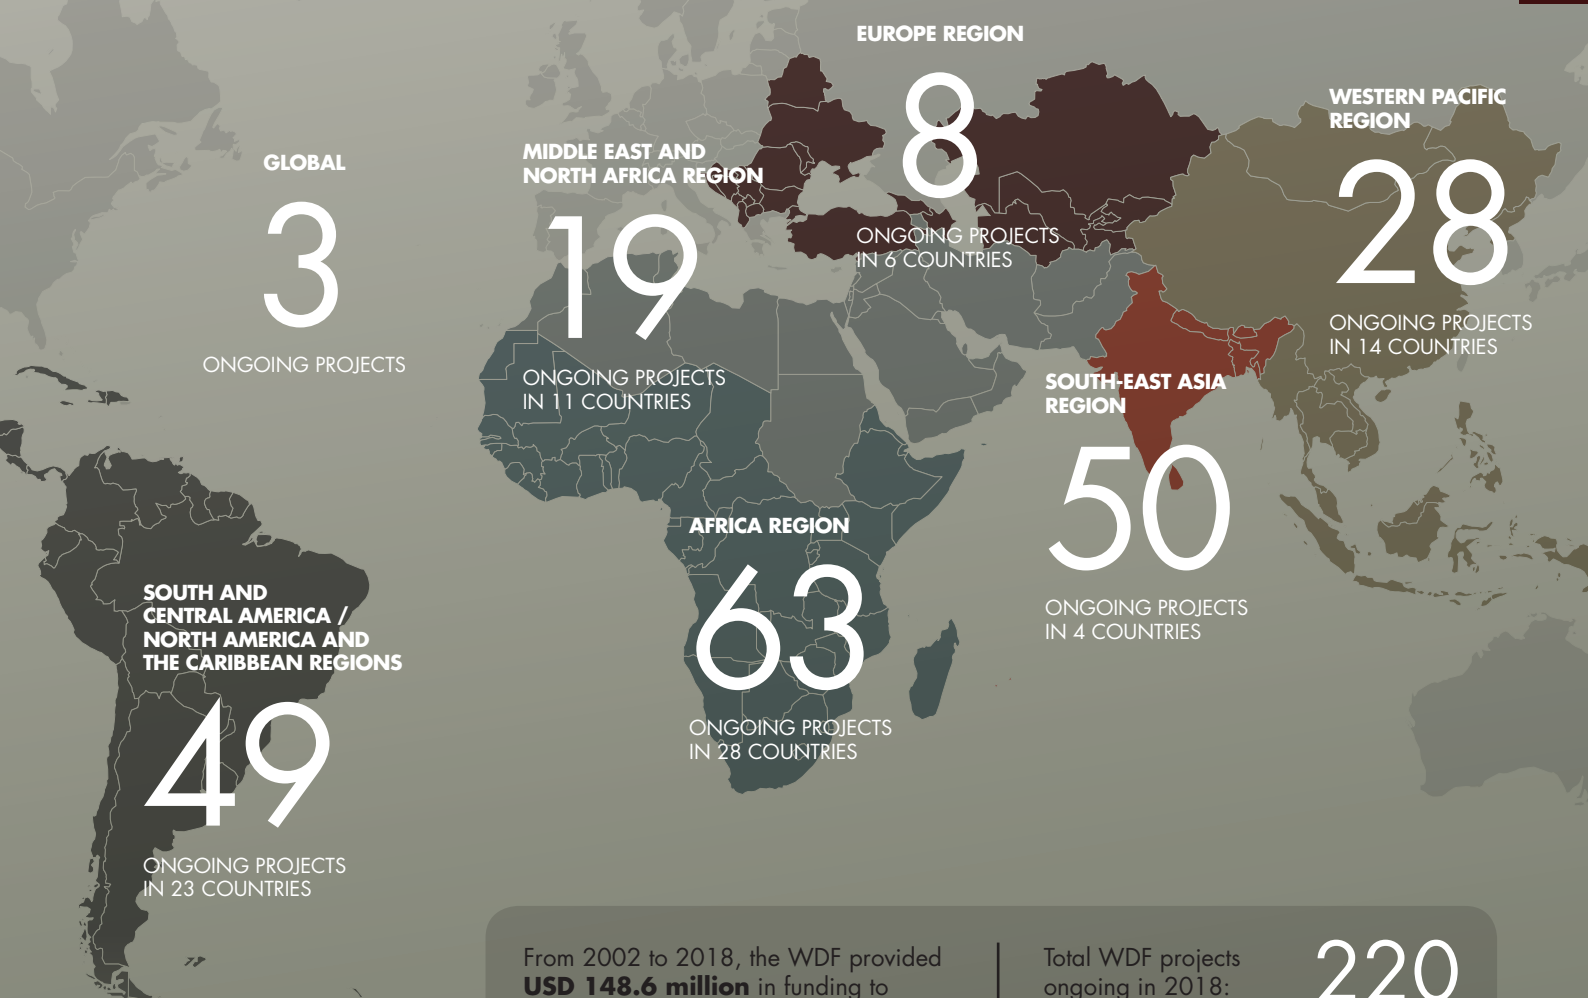 EUROPE REGION
8
ONGOING PROJECTS
IN 6 COUNTRIES
WESTERN PACIFIC
REGION
28
ONGOING PROJECTS
IN 14 COUNTRIES
GLOBAL
3
ONGOING PROJECTS
MIDDLE EAST AND
NORTH AFRICA REGION
19
ONGOING PROJECTS
IN 11 COUNTRIES
SOUTH-EAST ASIA
REGION
50
ONGOING PROJECTS
IN 4 COUNTRIES
AFRICA REGION
63
ONGOING PROJECTS
IN 28 COUNTRIES
SOUTH AND
CENTRAL AMERICA /
NORTH AMERICA AND
THE CARIBBEAN REGIONS
49
ONGOING PROJECTS
IN 23 COUNTRIES
From 2002 to 2018, the WDF provided
USD 148.6 million in funding to
Total WDF projects
ongoing in 2018:
220